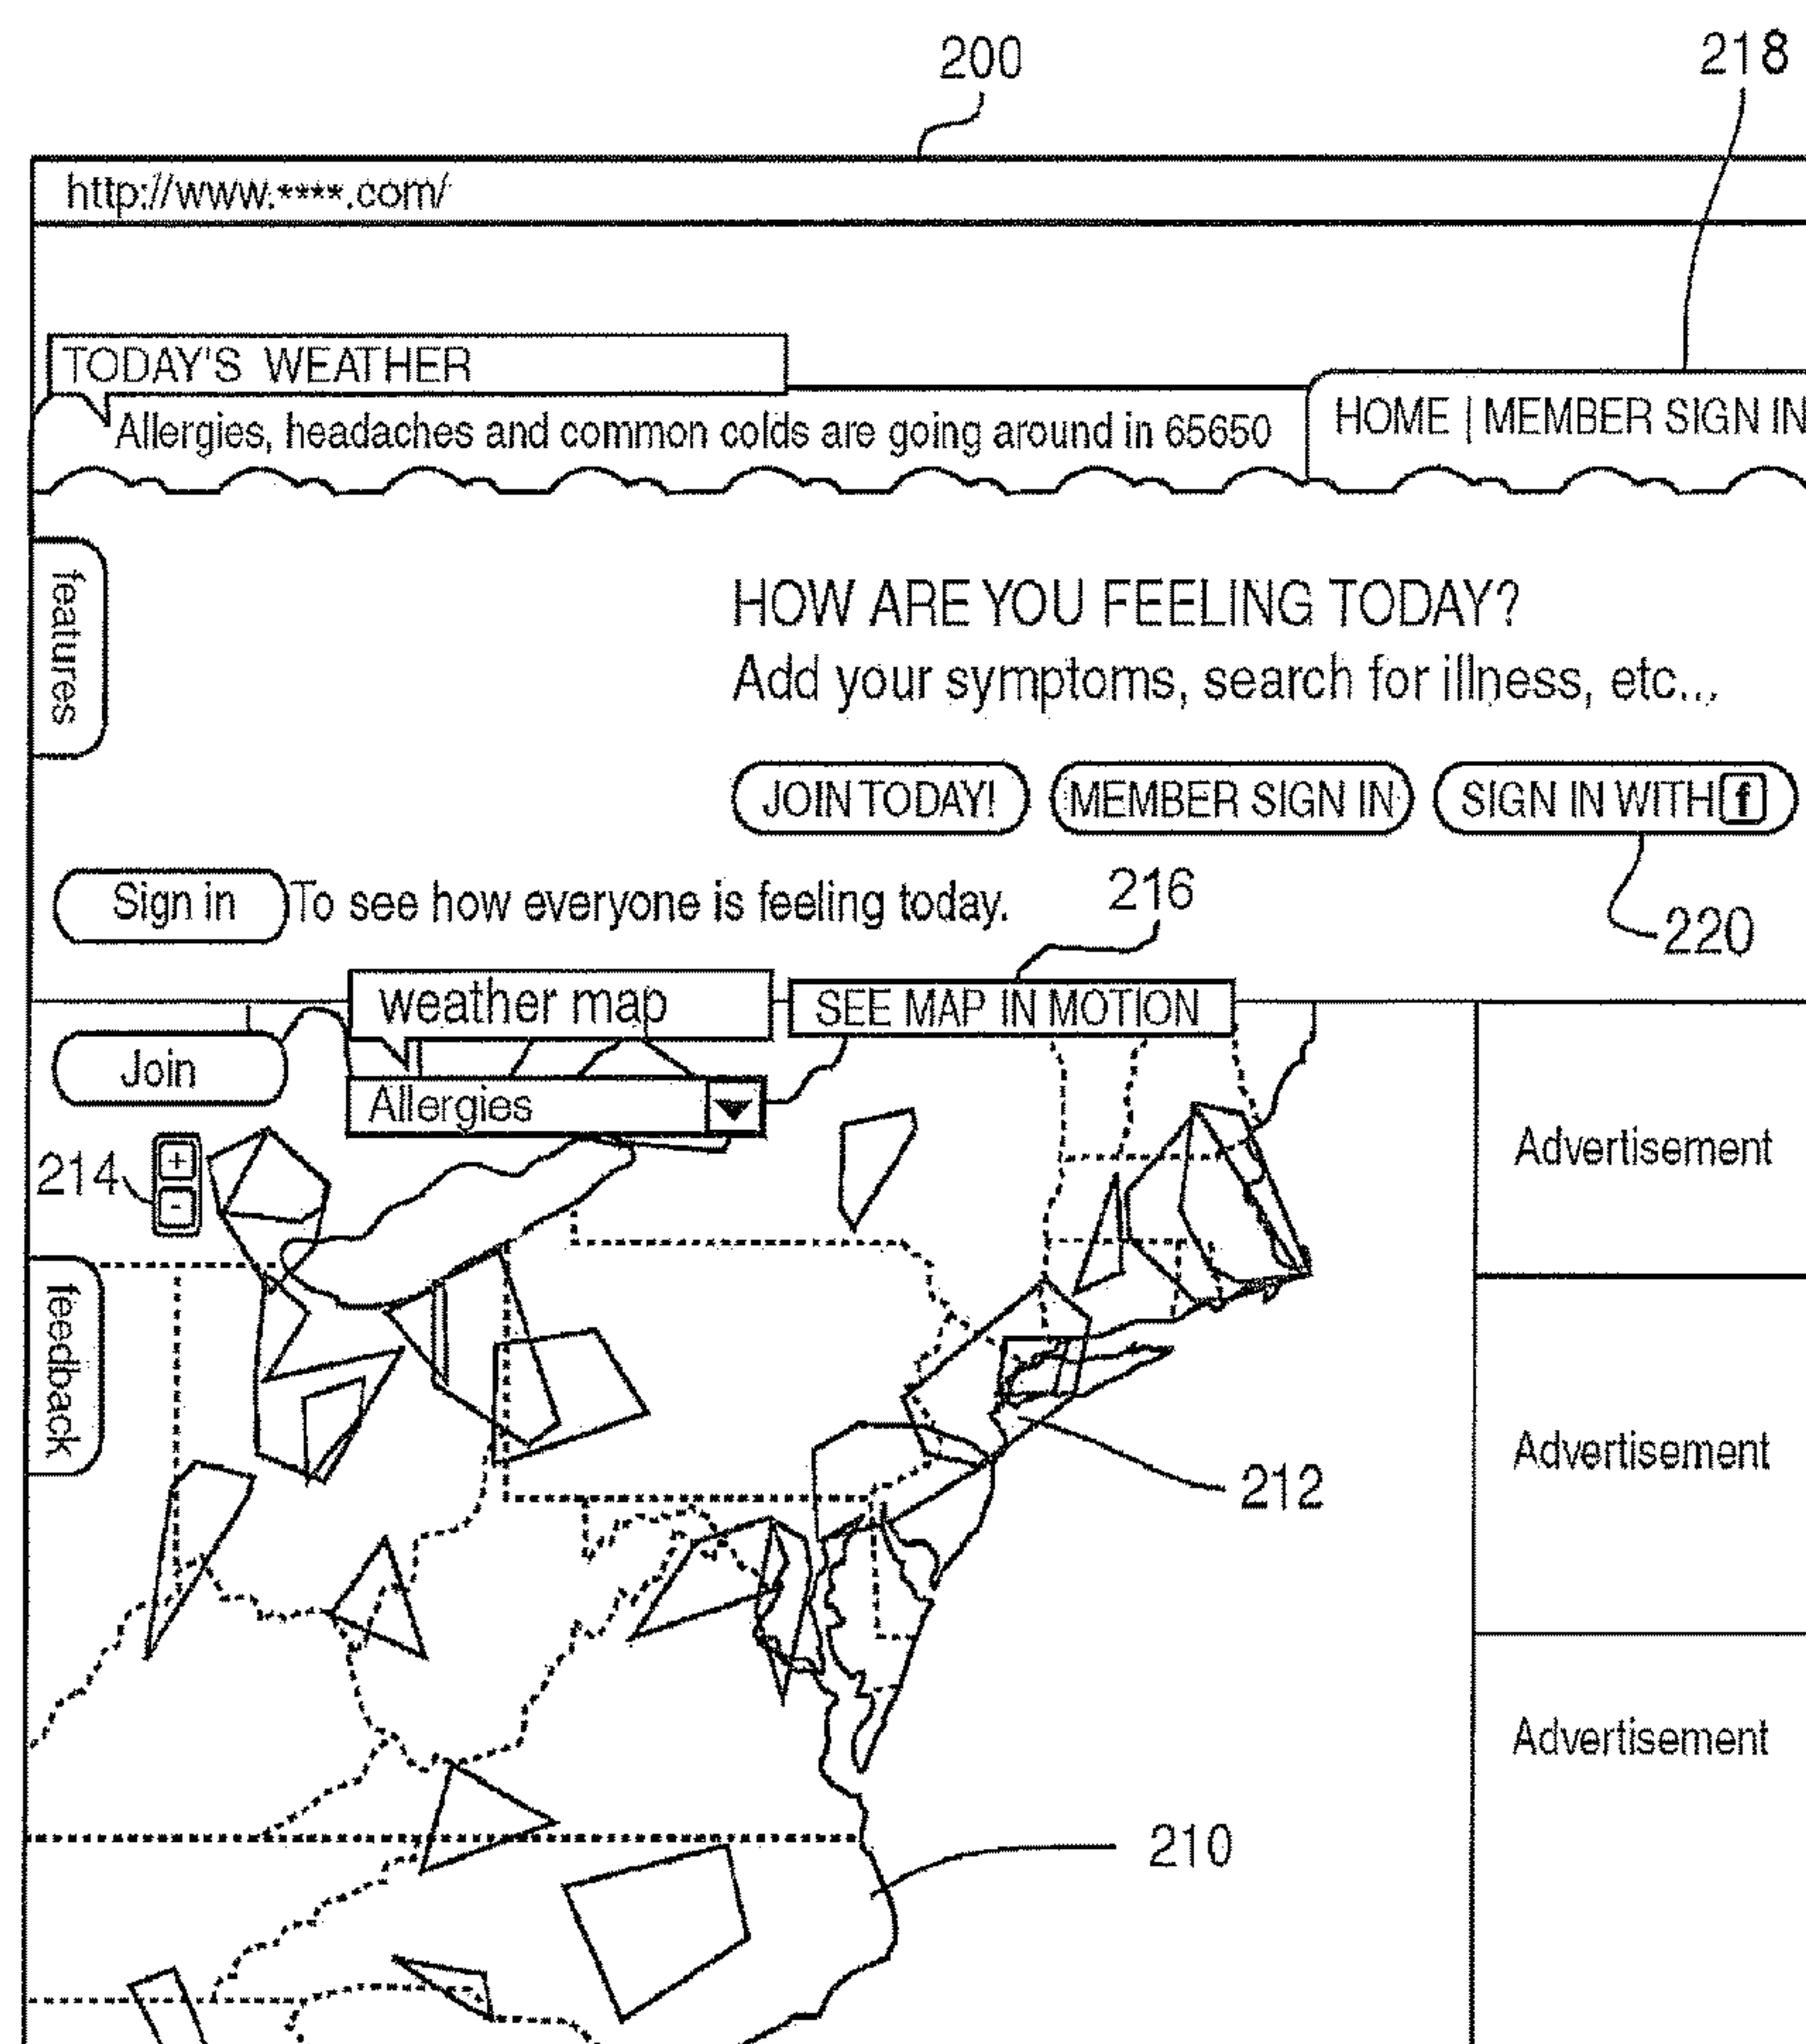 200
218
http://www.****.com/
TODAY'S WEATHER
Allergies, headaches and common colds are going around in 65650
HOME | MEMBER SIGN IN
features
HOW ARE YOU FEELING TODAY?
Add your symptoms, search for illness, etc...
JOIN TODAY!
MEMBER SIGN IN
SIGN IN WITH f
Sign in To see how everyone is feeling today.
216
220
weather map
SEE MAP IN MOTION
Join
Allergies
Advertisement
214
+
-
feedback
Advertisement
212
Advertisement
210